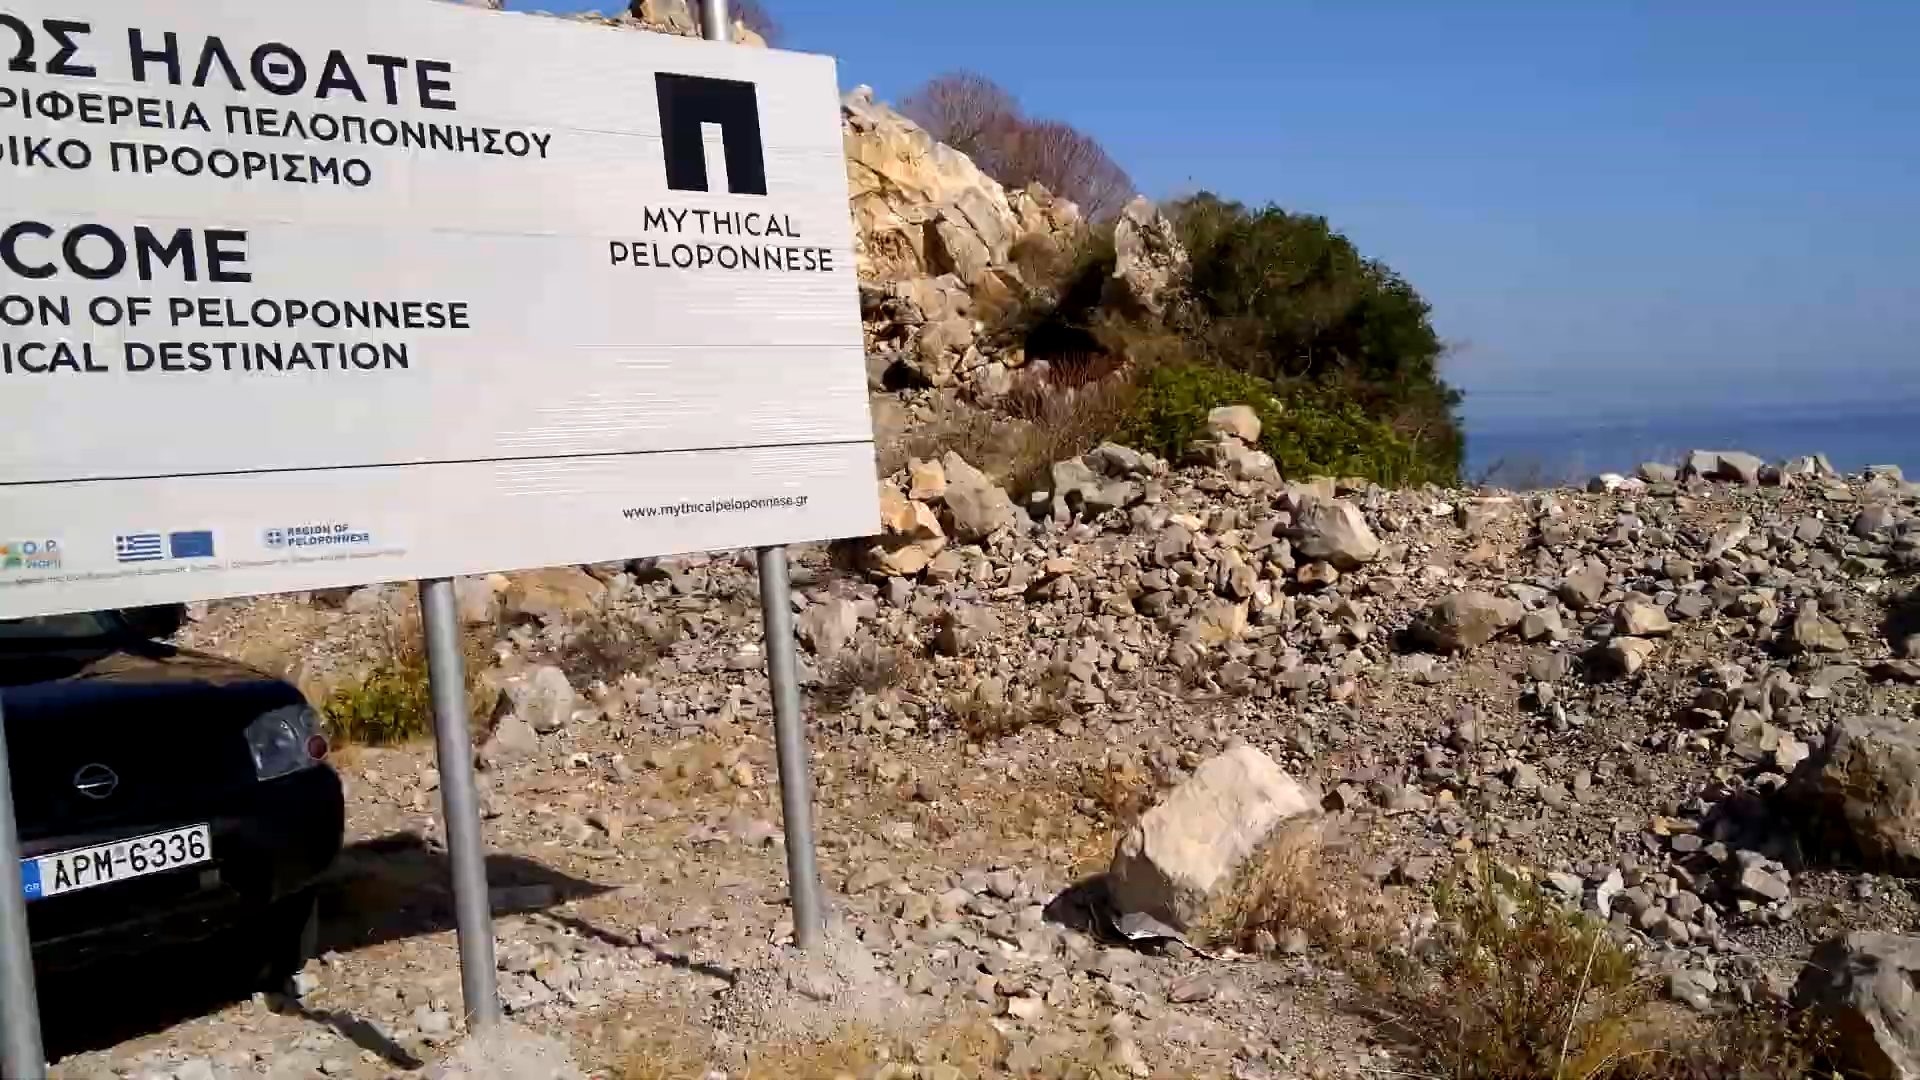 ΩΣ ΗΛΘΑΤΕ
ΡΙΦΕΡΕΙΑ ΠΕΛΟΠΟΝΝΗΣΟΥ
ΙΚΟ ΠΡΟΟΡΙΣΜΟ
COME
ON OF PELOPONNESE
ICAL DESTINATION
MYTHICAL
PELOPONNESE
www.mythicalpeloponnese.gr
REGION OF
PELOPONNESE
GR ΑΡΜ-6336